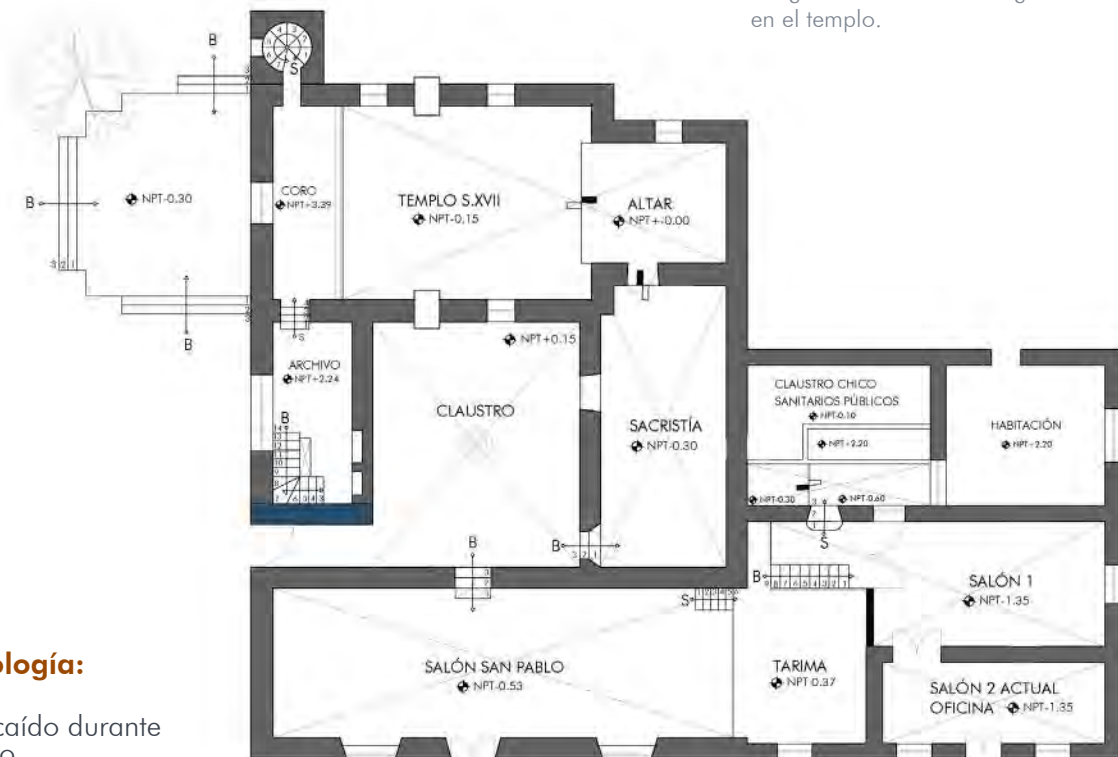 en el templo.
B
S
B
NPT-0.30
B
B
CORO
NPT+3.39
TEMPLO S.XVII
NPT-0.15
ALTAR
NPT+-0.00
S
NPT+0.15
ARCHIVO
NPT+2.24
B
CLAUSTRO
SACRISTÍA
NPT-0.30
CLAUSTRO CHICO
SANITARIOS PÚBLICOS
NPT-0.10
NPT+2.20
HABITACIÓN
NPT+2.20
NPT-0.30
NPT-0.60
S
B
B
B
S
SALÓN 1
NPT-1.35
SALÓN SAN PABLO
NPT-0.53
TARIMA
NPT 0.37
SALÓN 2 ACTUAL
OFICINA NPT-1.35
ología:
caído durante